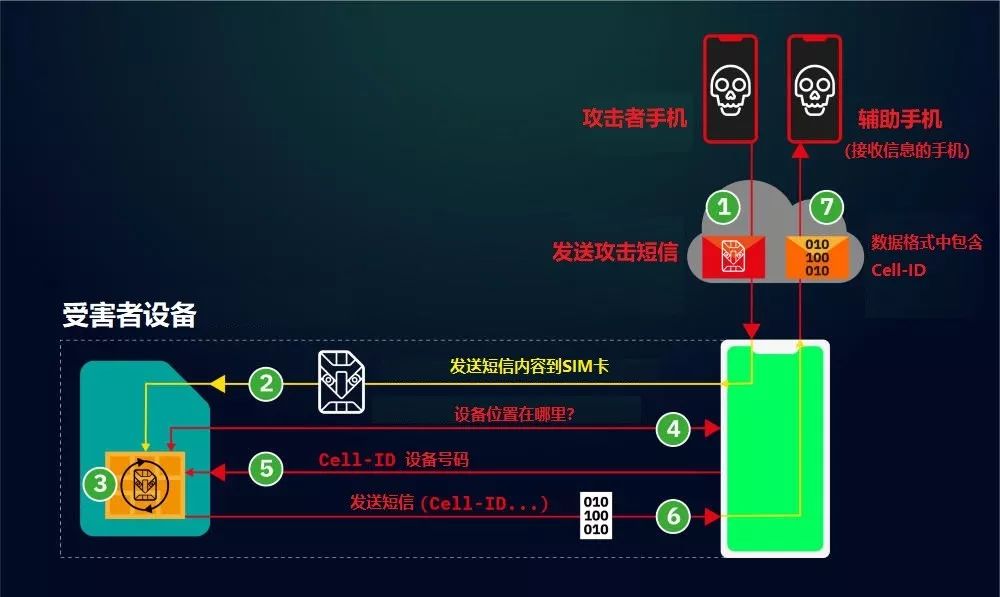 攻击者手机
辅助手机
(接收信息的手机)
1
7
发送攻击短信
010
100
010
数据格式中包含
Cell-ID
受害者设备
发送短信内容到SIM卡
2
设备位置在哪里?
4
Cell-ID 设备号码
5
3
发送短信 (Cell-ID...)
010
100
010
6